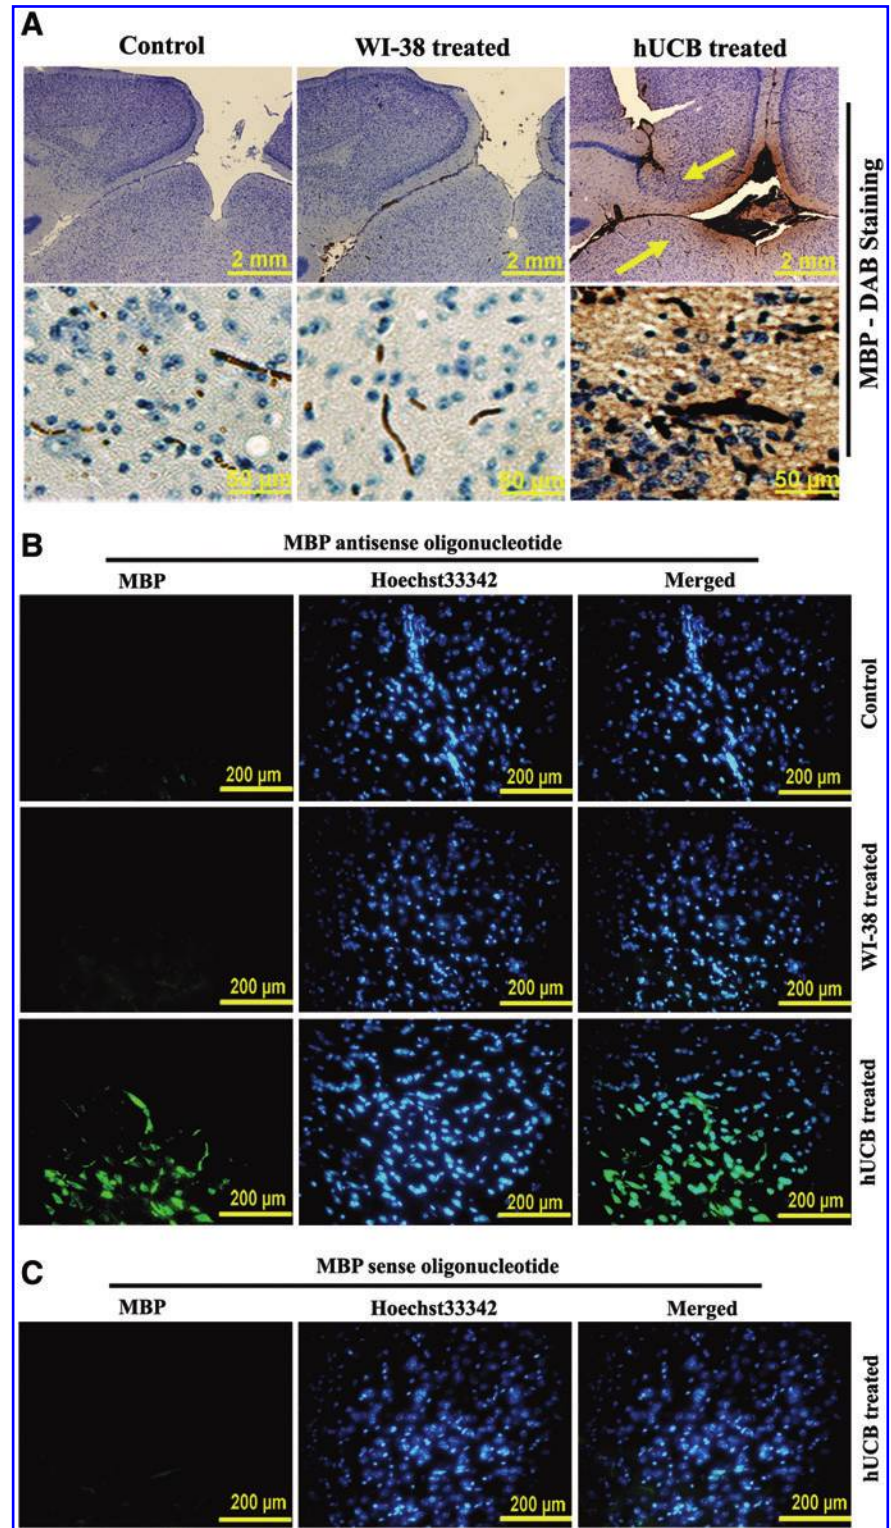 A
Control
WI-38 treated
hUCB treated
2 mm
2 mm
2 mm
50 µm
50 µm
50 µm
MBP - DAB Staining
B
MBP antisense oligonucleotide
MBP
Hoechst33342
Merged
200 µm
200 µm
200 µm
Control
200 µm
200 µm
200 µm
WI-38 treated
200 µm
200 µm
200 µm
hUCB treated
C
MBP sense oligonucleotide
MBP
Hoechst33342
Merged
200 µm
200 µm
200 µm
hUCB treated